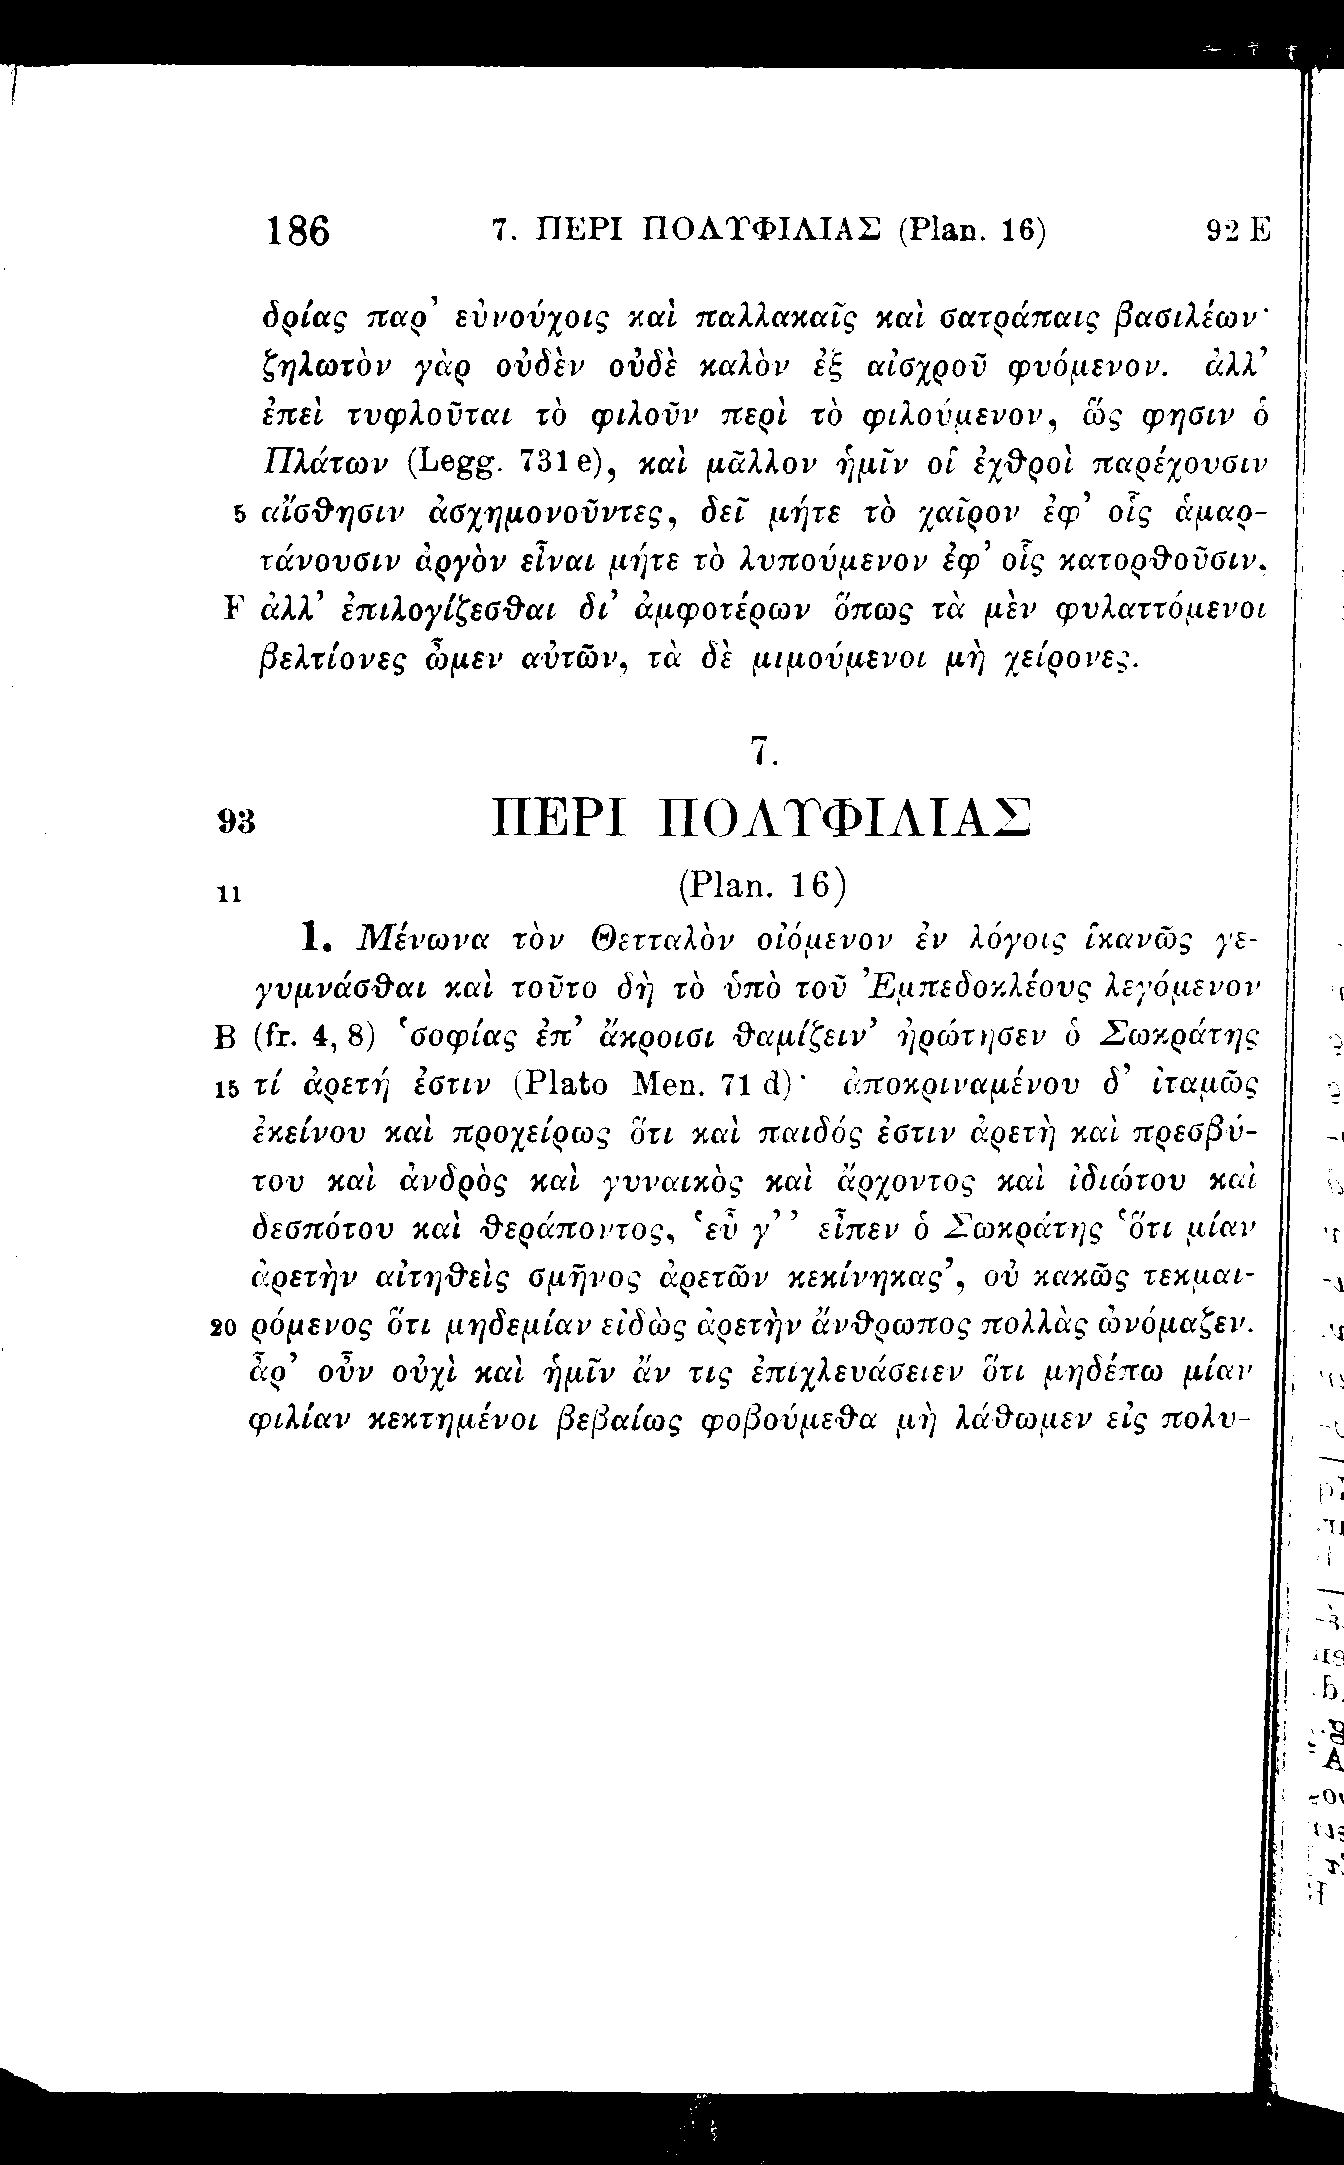 186 7. ΠΕΡΙ ΠΟΛΥΦΙΛΙΑΣ (Plan. 16) 92 E
δρίας παρ’ εὐνούχοις καὶ παλλακαῖς καὶ σατράπαις βασιλέων·
ζηλωτὸν γὰρ οὐδὲν οὐδὲ καλὸν ἐξ αἰσχροῦ φυόμενον. ἀλλ’
ἐπεὶ τυφλοῦται τὸ φιλοῦν περὶ τὸ φιλούμενον, ὥς φησιν ὁ
Πλάτων (Legg. 731 e), καὶ μᾶλλον ἡμῖν οἱ ἐχθροὶ παρέχουσιν
5 αἴσθησιν ἀσχημονοῦντες, δεῖ μήτε τὸ χαῖρον ἐφ’ οἷς ἁμαρ-
τάνουσιν ἀργὸν εἶναι μήτε τὸ λυπούμενον ἐφ’ οἷς κατορθοῦσιν,
F ἀλλ’ ἐπιλογίζεσθαι δι’ ἀμφοτέρων ὅπως τὰ μὲν φυλαττόμενοι
βελτίονες ὦμεν αὐτῶν, τὰ δὲ μιμούμενοι μὴ χείρονες.
7.
93 ΠΕΡΙ ΠΟΛΥΦΙΛΙΑΣ
11 (Plan. 16)
1. Μένωνα τὸν Θετταλὸν οἰόμενον ἐν λόγοις ἱκανῶς γε-
γυμνάσθαι καὶ τοῦτο δὴ τὸ ὑπὸ τοῦ Ἐμπεδοκλέους λεγόμενον
B (fr. 4, 8) ‘σοφίας ἐπ’ ἄκροισι θαμίζειν’ ἠρώτησεν ὁ Σωκράτης
15 τί ἀρετή ἐστιν (Plato Men. 71 d)· ἀποκριναμένου δ’ ἰταμῶς
ἐκείνου καὶ προχείρως ὅτι καὶ παιδός ἐστιν ἀρετὴ καὶ πρεσβύ-
του καὶ ἀνδρὸς καὶ γυναικὸς καὶ ἄρχοντος καὶ ἰδιώτου καὶ
δεσπότου καὶ θεράποντος, ‘εὖ γ’’ εἶπεν ὁ Σωκράτης ‘ὅτι μίαν
ἀρετὴν αἰτηθεὶς σμῆνος ἀρετῶν κεκίνηκας’, οὐ κακῶς τεκμαι-
20 ρόμενος ὅτι μηδεμίαν εἰδὼς ἀρετὴν ἅνθρωπος πολλὰς ὠνόμαζεν.
ἆρ’ οὖν οὐχὶ καὶ ἡμῖν ἄν τις ἐπιχλευάσειεν ὅτι μηδέπω μίαν
φιλίαν κεκτημένοι βεβαίως φοβούμεθα μὴ λάθωμεν εἰς πολυ-